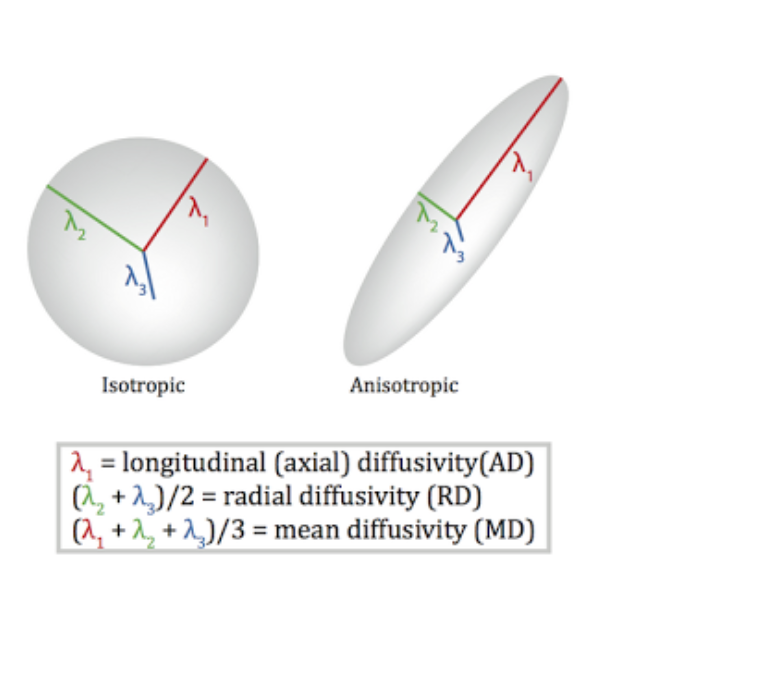 λ₁
λ₂
λ₃
λ₁
λ₂
λ₃
Isotropic
Anisotropic
λ₁ = longitudinal (axial) diffusivity(AD)
(λ₂ + λ₃)/2 = radial diffusivity (RD)
(λ₁ + λ₂ + λ₃)/3 = mean diffusivity (MD)